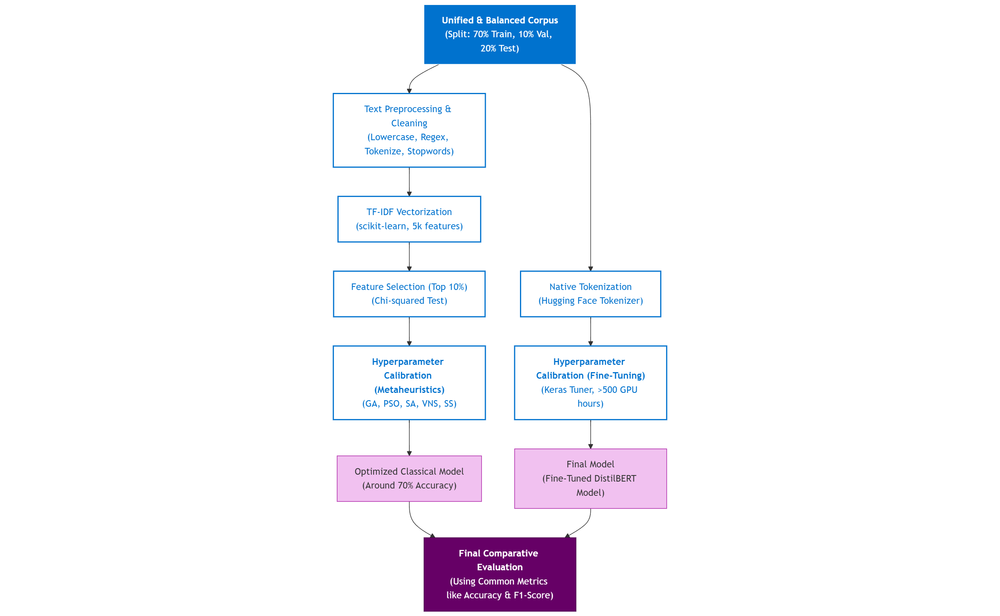 Unified & Balanced Corpus
(Split: 70% Train, 10% Val,
20% Test)
Text Preprocessing &
Cleaning
(Lowercase, Regex,
Tokenize, Stopwords)
TF-IDF Vectorization
(scikit-learn, 5k features)
Feature Selection (Top 10%)
(Chi-squared Test)
Native Tokenization
(Hugging Face Tokenizer)
Hyperparameter
Calibration
(Metaheuristics)
(GA, PSO, SA, VNS, SS)
Hyperparameter
Calibration (Fine-Tuning)
(Keras Tuner, >500 GPU
hours)
Optimized Classical Model
(Around 70% Accuracy)
Final Model
(Fine-Tuned DistilBERT
Model)
Final Comparative
Evaluation
(Using Common Metrics
like Accuracy & F1-Score)